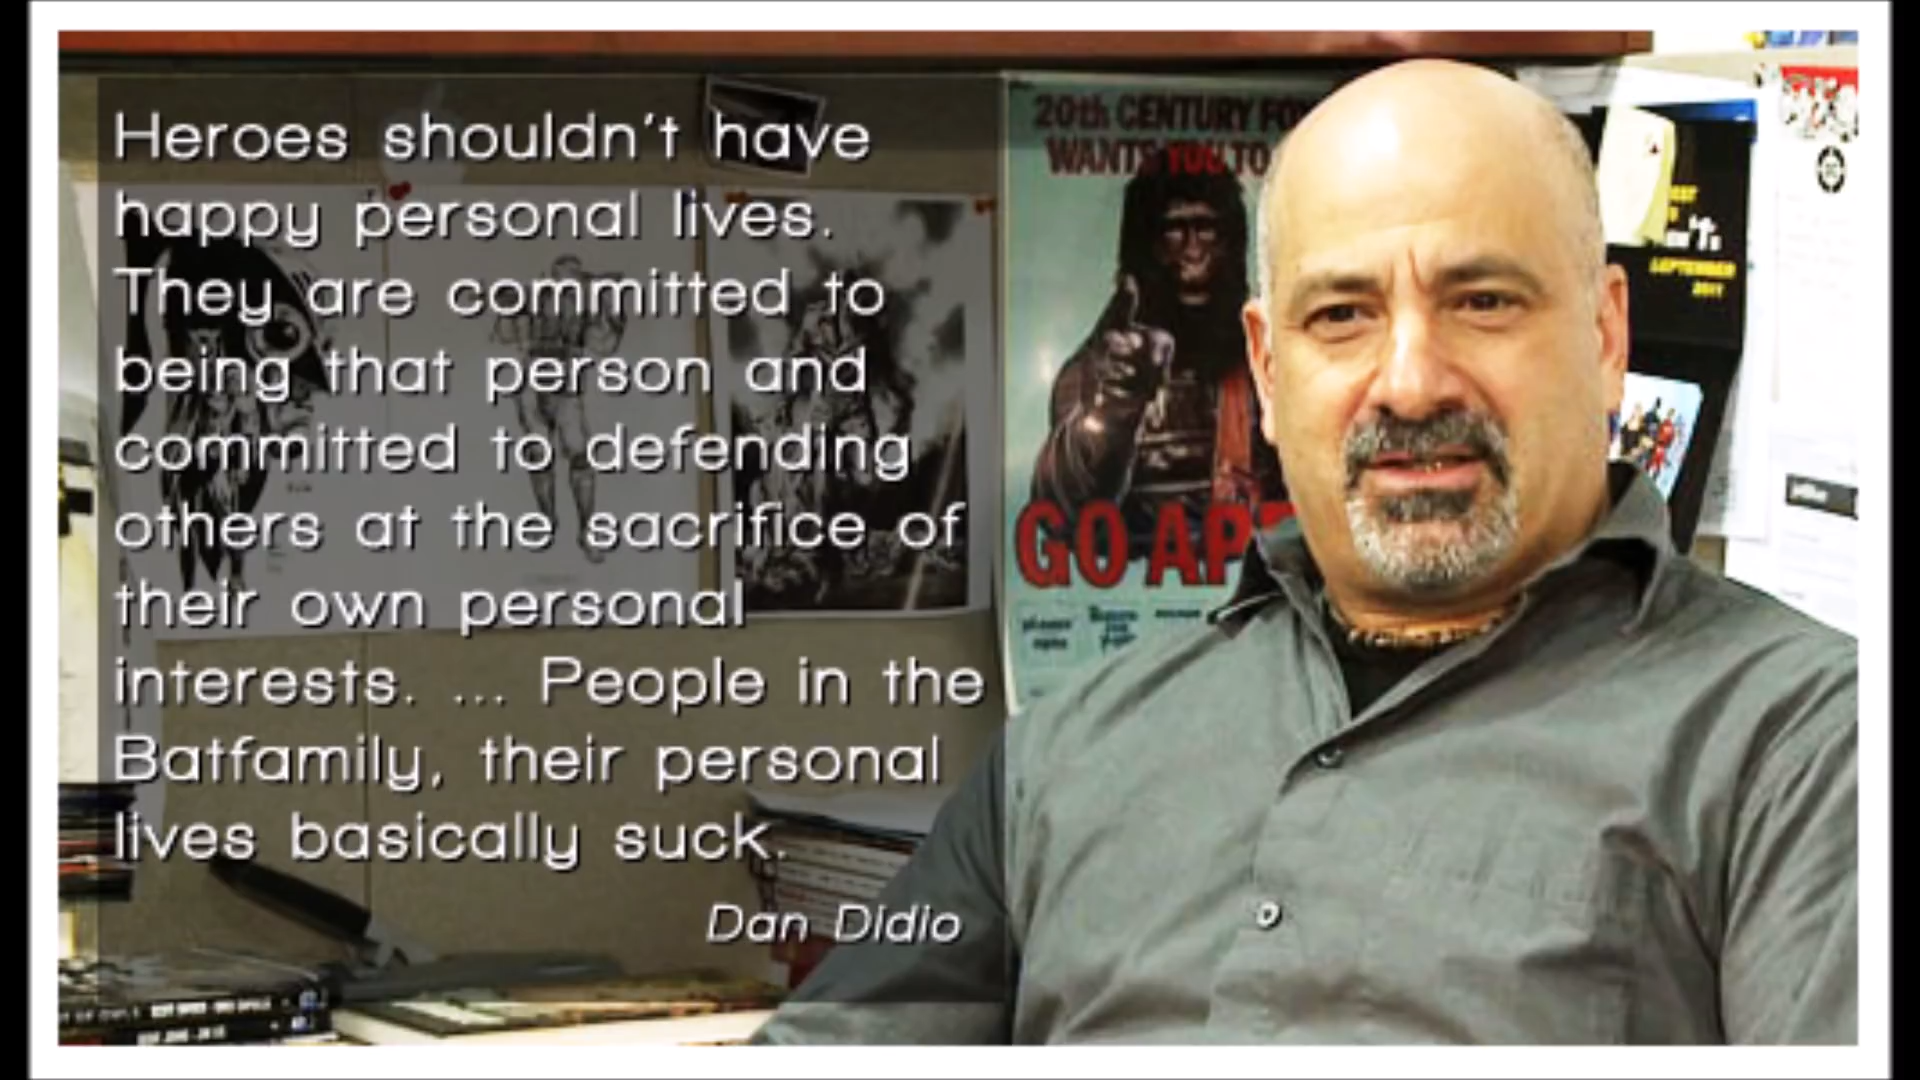 Heroes shouldn't have
happy personal lives.
They are committed to
being that person and
committed to defending
others at the sacrifice of
their own personal
interests. ... People in the
Batfamily, their personal
lives basically suck.
Dan Didio
20th CENTURY FO
WANTS YOU TO
GO AP
SEPTEMBER
2011